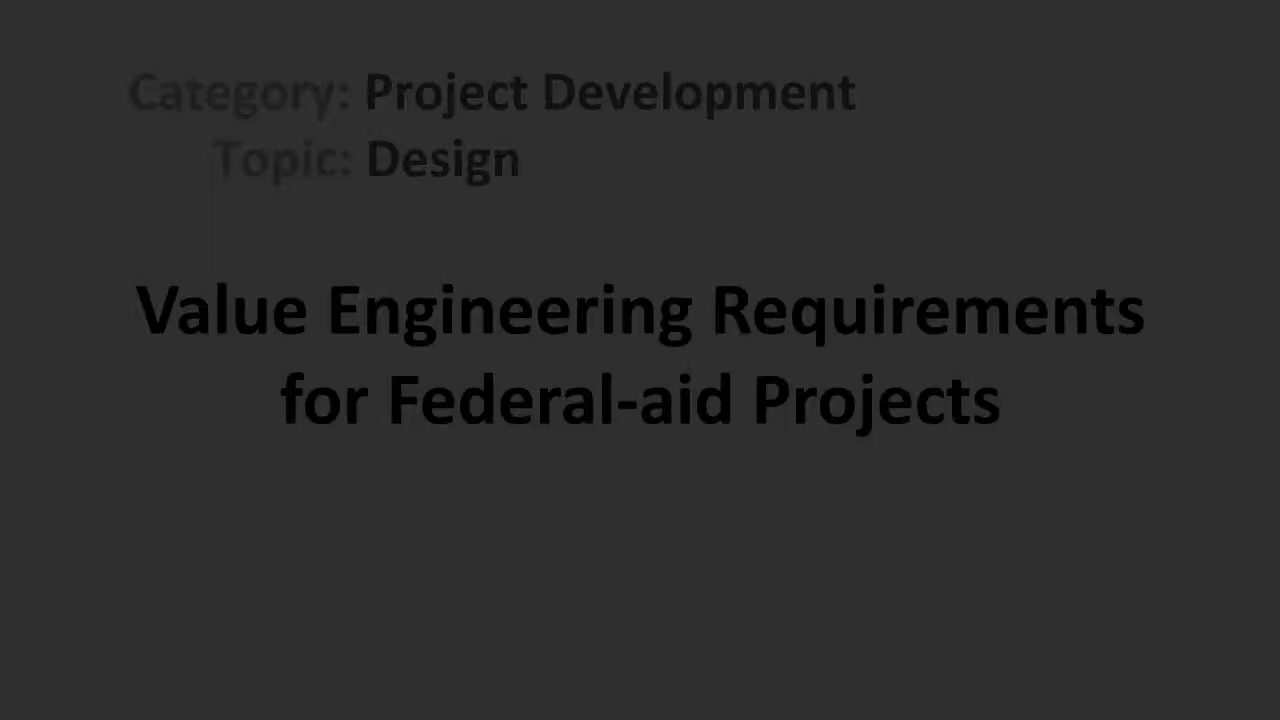 Category: Project Development
Topic: Design
Value Engineering Requirements
for Federal-aid Projects